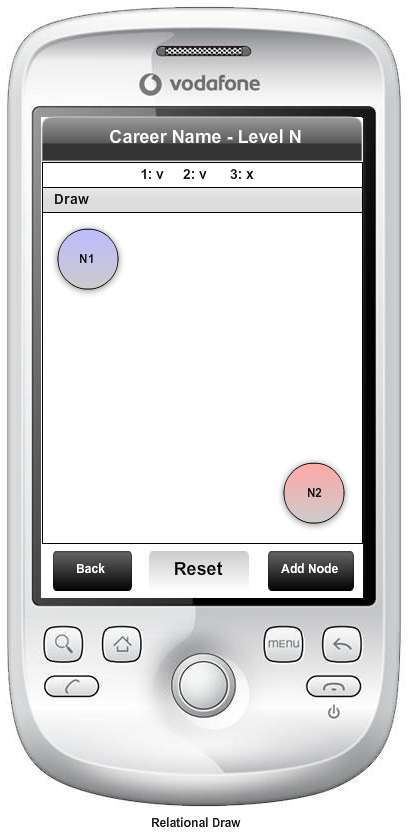 vodafone
Career Name - Level N
1: v 2: v 3: x
Draw
N1
N2
Back Reset Add Node
MENU
Relational Draw